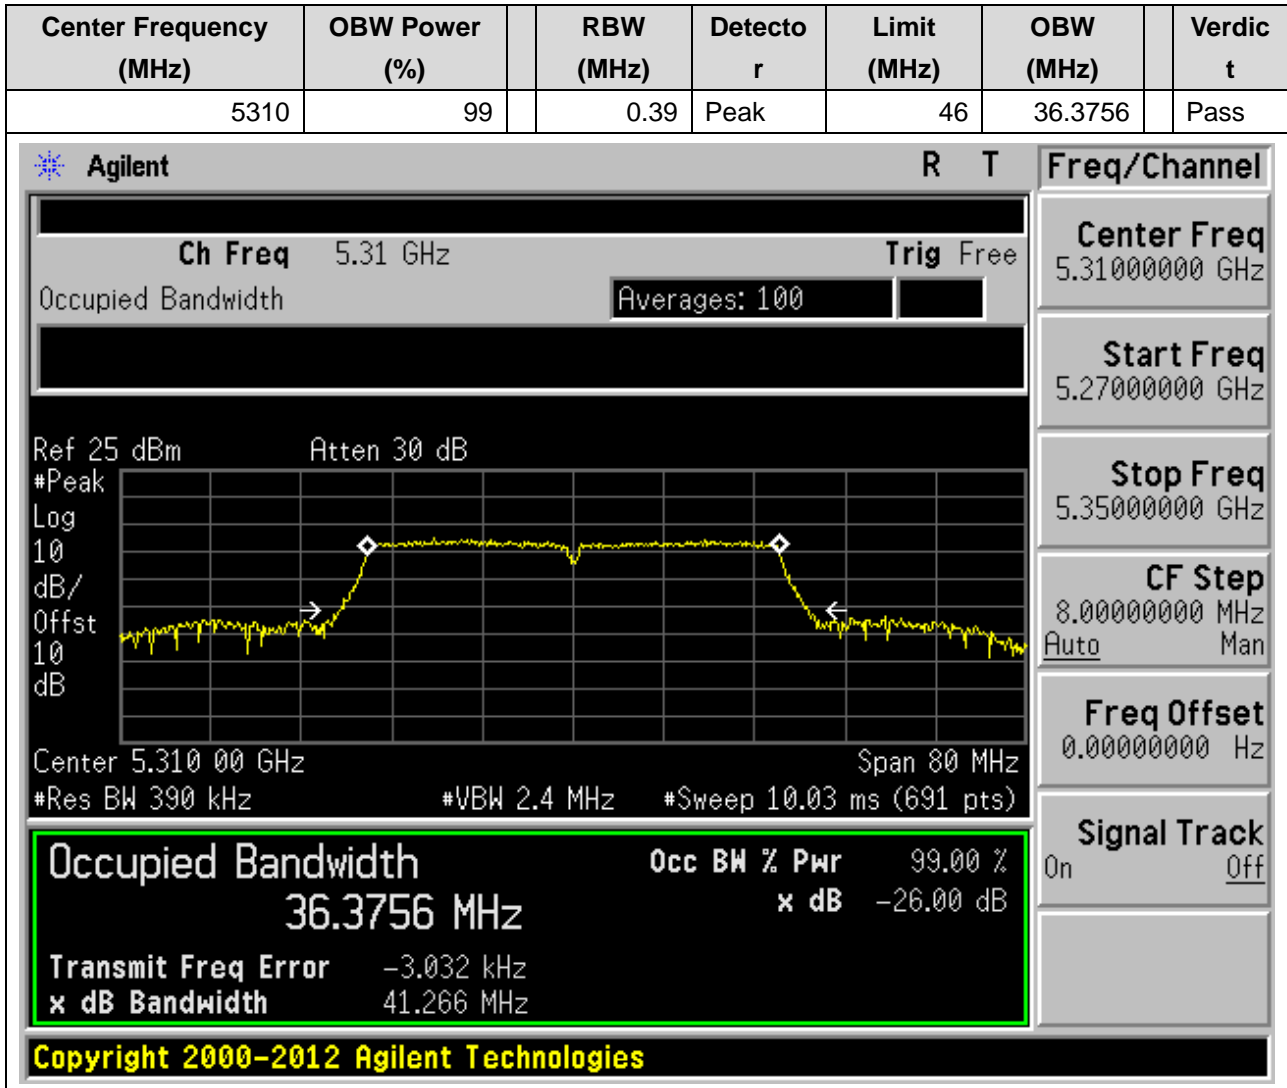 Center Frequency OBW Power RBW Detecto Limit OBW Verdic
(MHz) (%) (MHz) r (MHz) (MHz) t
5310 99 0.39 Peak 46 36.3756 Pass
Agilent R T Freq/Channel
Ch Freq 5.31 GHz Trig Free
Occupied Bandwidth Averages: 100
Center Freq
5.31000000 GHz
Start Freq
5.27000000 GHz
Stop Freq
5.35000000 GHz
CF Step
8.00000000 MHz
Auto Man
Freq Offset
0.00000000 Hz
Signal Track
On Off
Ref 25 dBm Atten 30 dB
#Peak
Log
10
dB/
Offst
10
dB
Center 5.310 00 GHz Span 80 MHz
#Res BW 390 kHz #VBW 2.4 MHz #Sweep 10.03 ms (691 pts)
Occupied Bandwidth Occ BW % Pwr 99.00 %
36.3756 MHz x dB -26.00 dB
Transmit Freq Error -3.032 kHz
x dB Bandwidth 41.266 MHz
Copyright 2000-2012 Agilent Technologies